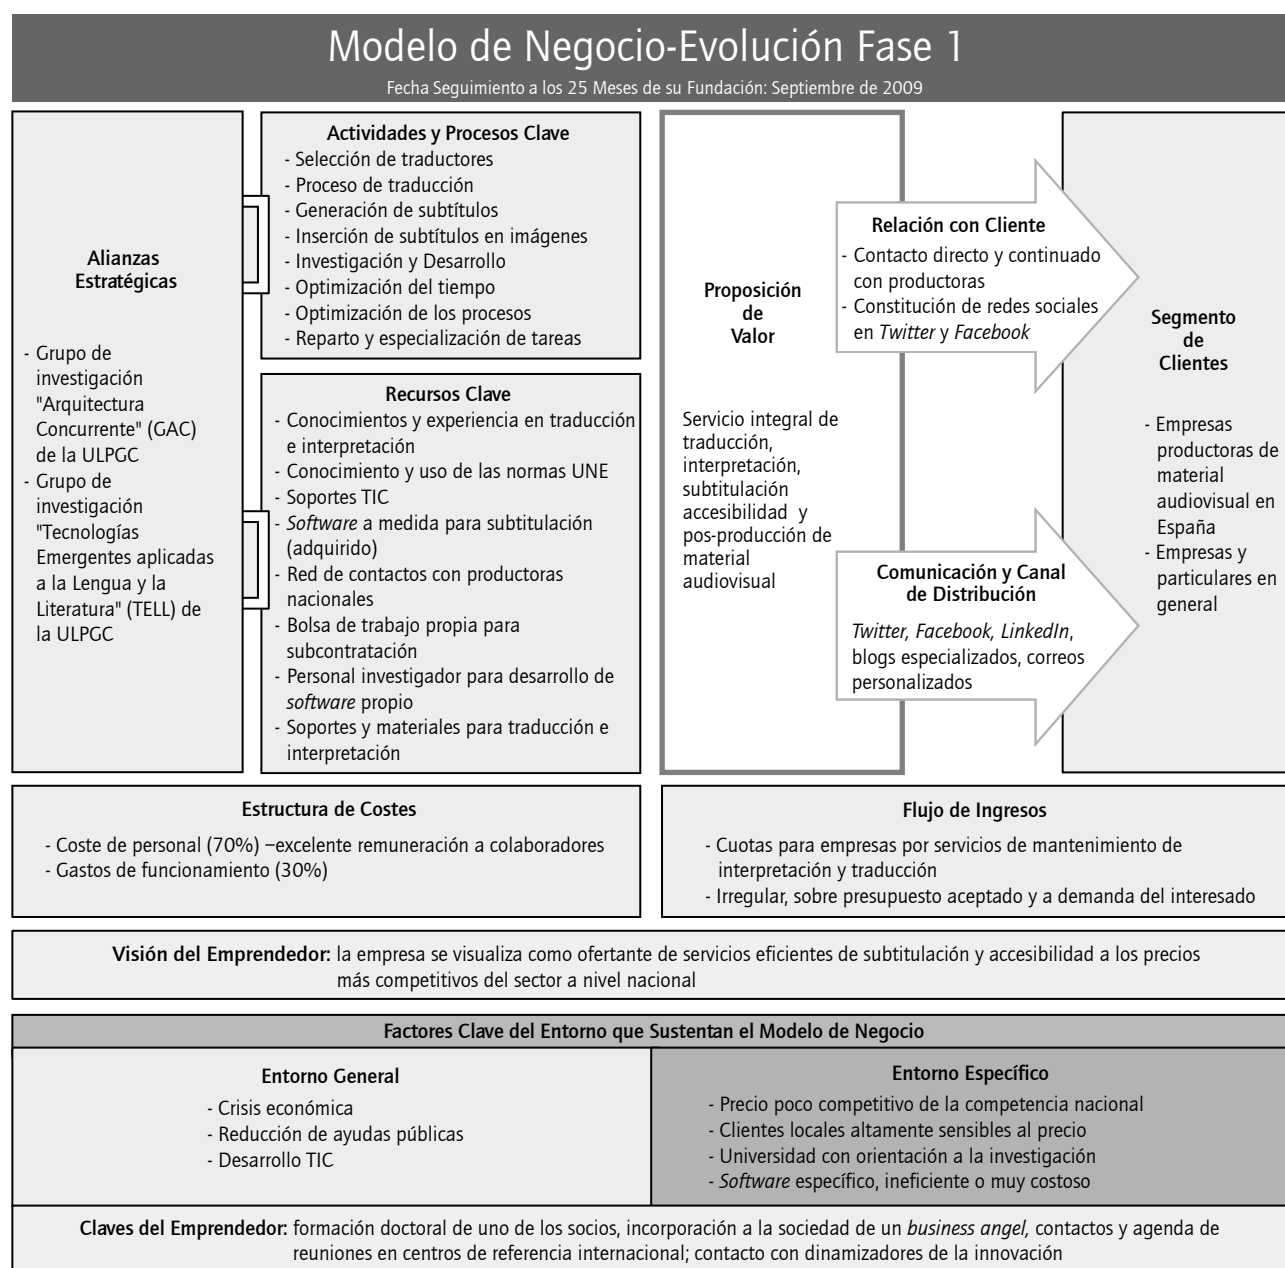 Modelo de Negocio-Evolución Fase 1
Fecha Seguimiento a los 25 Meses de su Fundación: Septiembre de 2009
Alianzas
Estratégicas
- Grupo de
investigación
"Arquitectura
Concurrente" (GAC)
de la ULPGC
- Grupo de
investigación
"Tecnologías
Emergentes aplicadas
a la Lengua y la
Literatura" (TELL) de
la ULPGC
Actividades y Procesos Clave
- Selección de traductores
- Proceso de traducción
- Generación de subtítulos
- Inserción de subtítulos en imágenes
- Investigación y Desarrollo
- Optimización del tiempo
- Optimización de los procesos
- Reparto y especialización de tareas
Recursos Clave
- Conocimientos y experiencia en traducción
e interpretación
- Conocimiento y uso de las normas UNE
- Soportes TIC
- Software a medida para subtitulación
(adquirido)
- Red de contactos con productoras
nacionales
- Bolsa de trabajo propia para
subcontratación
- Personal investigador para desarrollo de
software propio
- Soportes y materiales para traducción e
interpretación
Proposición
de
Valor
Servicio integral de
traducción,
interpretación,
subtitulación
accesibilidad y
pos-producción de
material
audiovisual
Relación con Cliente
- Contacto directo y continuado
con productoras
- Constitución de redes sociales
en Twitter y Facebook
Comunicación y Canal
de Distribución
Twitter, Facebook, LinkedIn,
blogs especializados, correos
personalizados
Segmento
de
Clientes
- Empresas
productoras de
material
audiovisual en
España
- Empresas y
particulares en
general
Estructura de Costes
- Coste de personal (70%) –excelente remuneración a colaboradores
- Gastos de funcionamiento (30%)
Flujo de Ingresos
- Cuotas para empresas por servicios de mantenimiento de
interpretación y traducción
- Irregular, sobre presupuesto aceptado y a demanda del interesado
Visión del Emprendedor: la empresa se visualiza como ofertante de servicios eficientes de subtitulación y accesibilidad a los precios
más competitivos del sector a nivel nacional
Factores Clave del Entorno que Sustentan el Modelo de Negocio
Entorno General
- Crisis económica
- Reducción de ayudas públicas
- Desarrollo TIC
Entorno Específico
- Precio poco competitivo de la competencia nacional
- Clientes locales altamente sensibles al precio
- Universidad con orientación a la investigación
- Software específico, ineficiente o muy costoso
Claves del Emprendedor: formación doctoral de uno de los socios, incorporación a la sociedad de un business angel, contactos y agenda de
reuniones en centros de referencia internacional; contacto con dinamizadores de la innovación